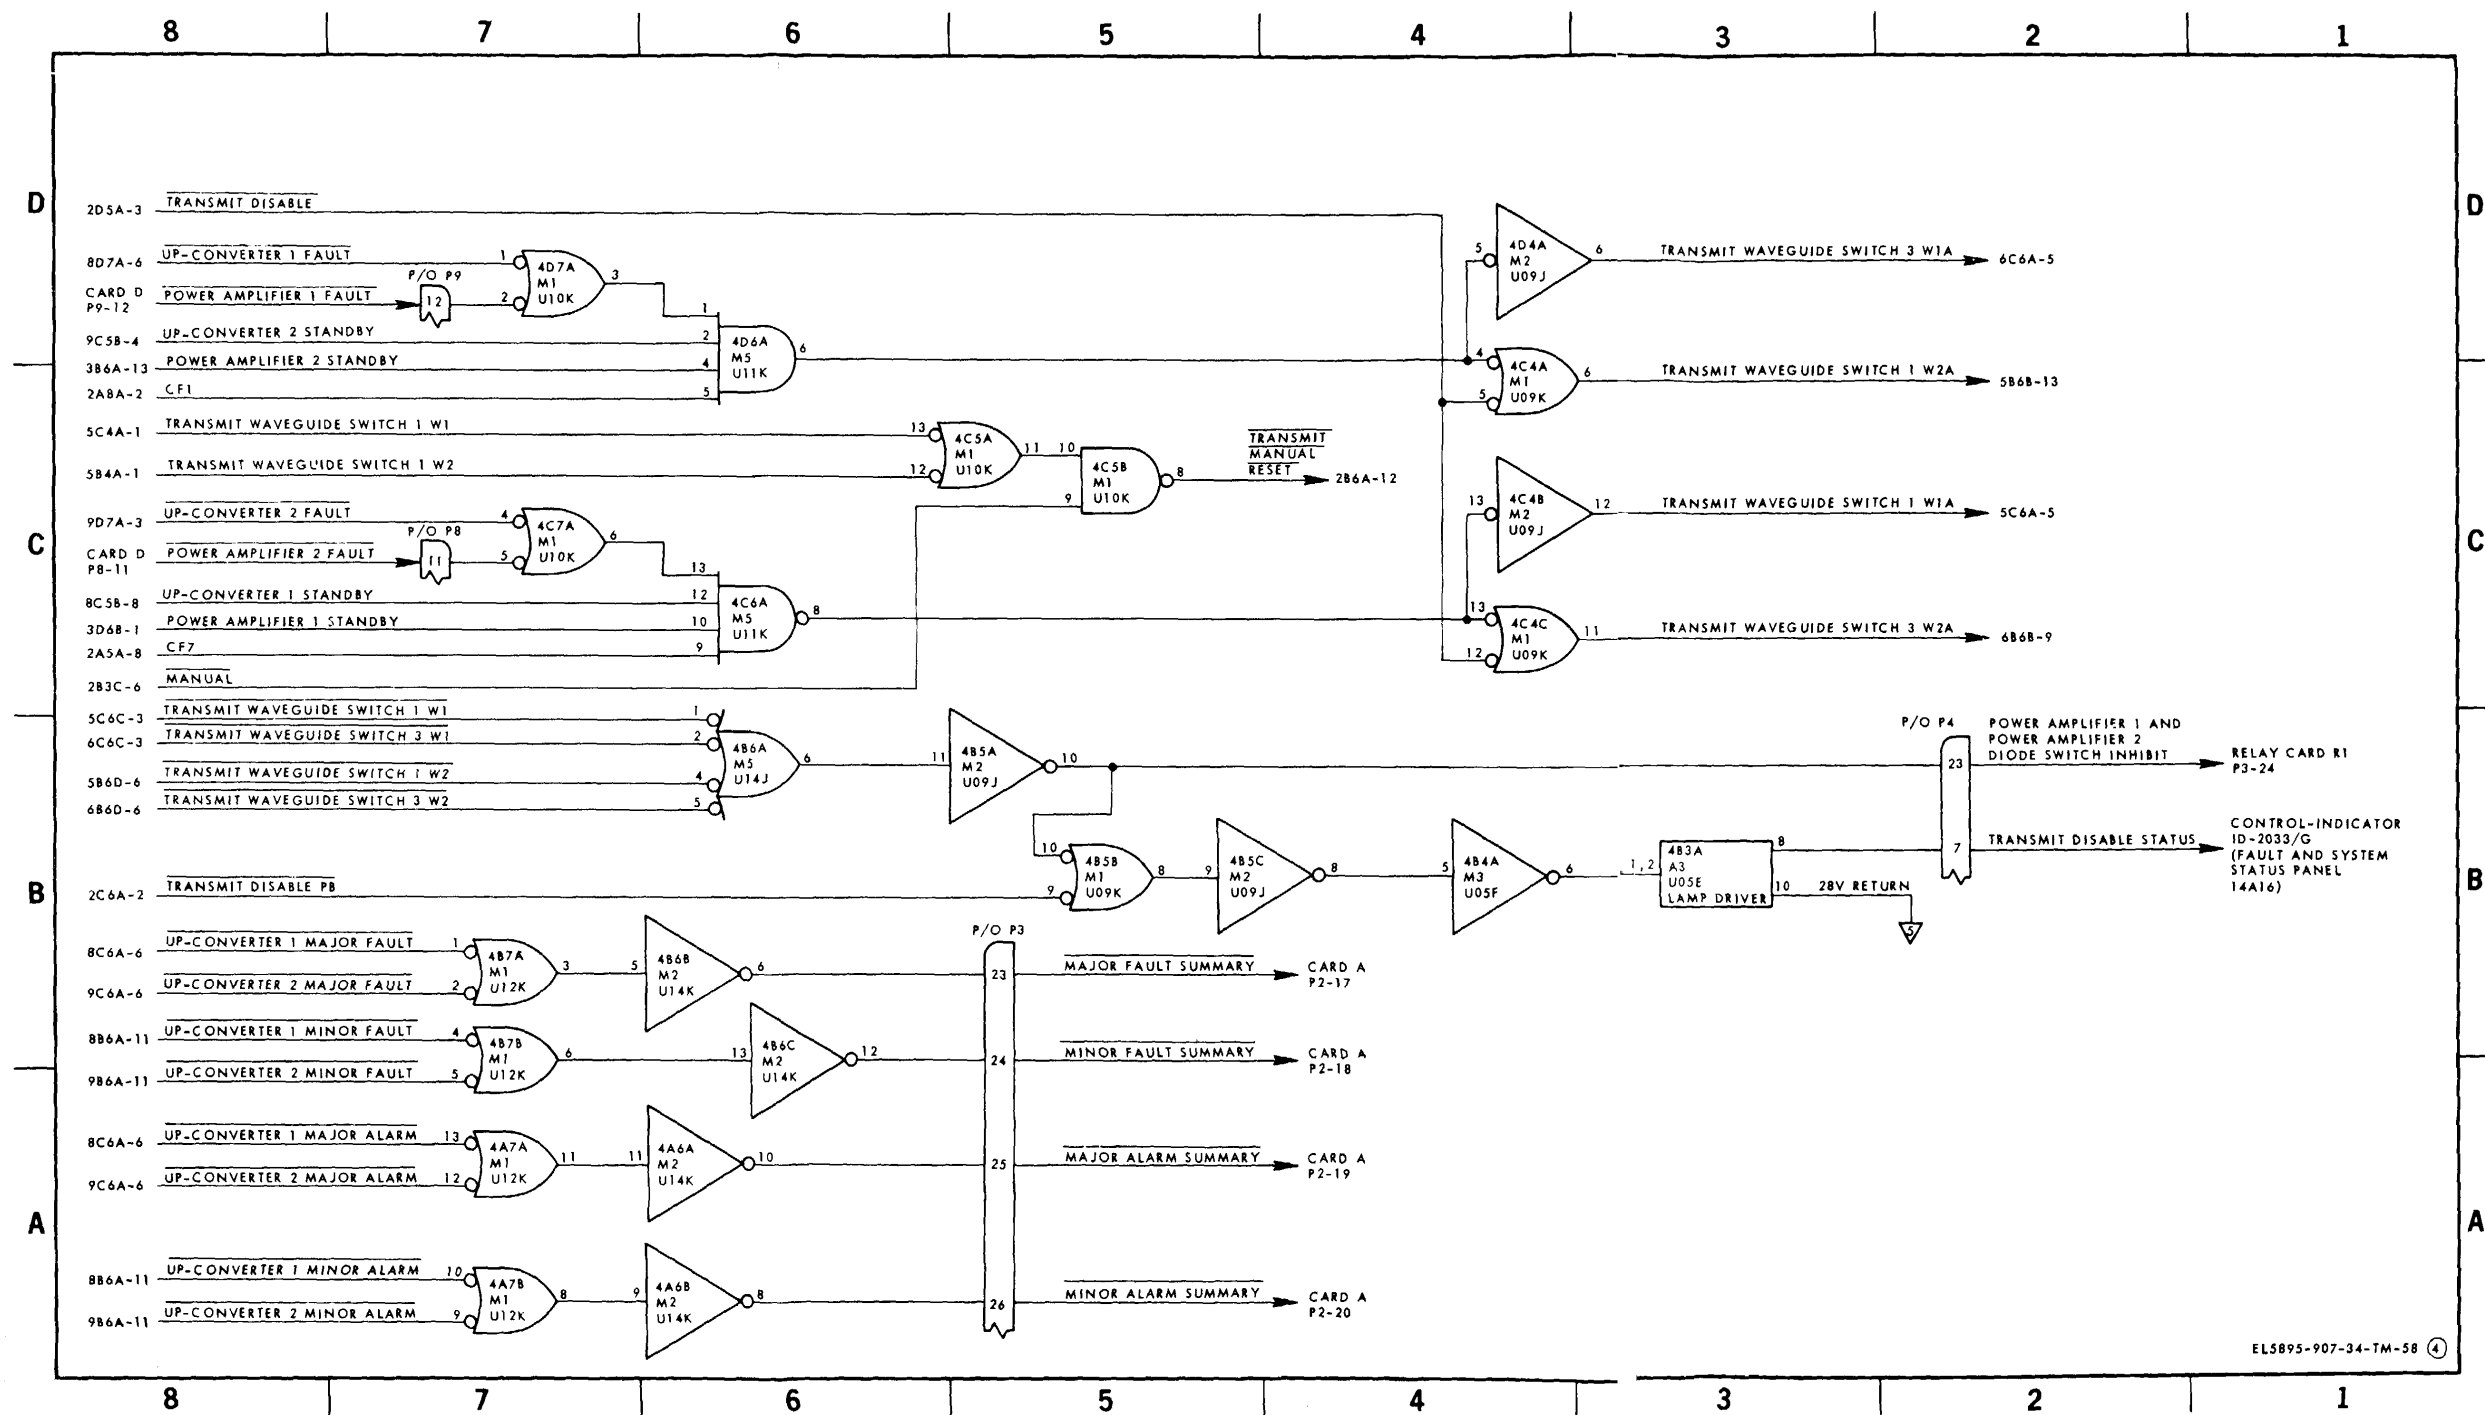 8 7 6 5 4 3 2 1
D
D
2D5A-3 TRANSMIT DISABLE
8D7A-6 UP-CONVERTER 1 FAULT
1
4D7A
M1
U10K
3
P/O P9
CARD D
P9-12
POWER AMPLIFIER 1 FAULT
12
2
9C5B-4 UP-CONVERTER 2 STANDBY
3B6A-13 POWER AMPLIFIER 2 STANDBY
2A8A-2 CF1
1
2
4
5
4D6A
M5
U11K
6
5
4D4A
M2
U09J
6
TRANSMIT WAVEGUIDE SWITCH 3 W1A
6C6A-5
4
5
4C4A
M1
U09K
6
TRANSMIT WAVEGUIDE SWITCH 1 W2A
5B6B-13
5C4A-1 TRANSMIT WAVEGUIDE SWITCH 1 W1
5B4A-1 TRANSMIT WAVEGUIDE SWITCH 1 W2
13
12
4C5A
M1
U10K
11
10
9
4C5B
M1
U10K
8
TRANSMIT
MANUAL
RESET
2B6A-12
C
C
9D7A-3 UP-CONVERTER 2 FAULT
P/O P8
CARD D
P8-11
POWER AMPLIFIER 2 FAULT
11
4
5
4C7A
M1
U10K
6
8C5B-8 UP-CONVERTER 1 STANDBY
3D6B-1 POWER AMPLIFIER 1 STANDBY
2A5A-8 CF7
13
12
10
9
4C6A
M5
U11K
8
2B3C-6 MANUAL
13
4C4B
M2
U09J
12
TRANSMIT WAVEGUIDE SWITCH 1 W1A
5C6A-5
13
12
4C4C
M1
U09K
11
TRANSMIT WAVEGUIDE SWITCH 3 W2A
6B6B-9
5C6C-3 TRANSMIT WAVEGUIDE SWITCH 1 W1
6C6C-3 TRANSMIT WAVEGUIDE SWITCH 3 W1
5B6D-6 TRANSMIT WAVEGUIDE SWITCH 1 W2
6B6D-6 TRANSMIT WAVEGUIDE SWITCH 3 W2
1
2
4
5
4B6A
M5
U14J
6
11
4B5A
M2
U09J
10
P/O P4
23
POWER AMPLIFIER 1 AND
POWER AMPLIFIER 2
DIODE SWITCH INHIBIT
RELAY CARD R1
P3-24
B
B
2C6A-2 TRANSMIT DISABLE PB
10
9
4B5B
M1
U09K
8
9
4B5C
M2
U09J
8
5
4B4A
M3
U05F
6
1,2
4B3A
A3
U05E
LAMP DRIVER
8
10
28V RETURN
5
7
TRANSMIT DISABLE STATUS
CONTROL-INDICATOR
ID-2033/G
(FAULT AND SYSTEM
STATUS PANEL
14A16)
8C6A-6 UP-CONVERTER 1 MAJOR FAULT
9C6A-6 UP-CONVERTER 2 MAJOR FAULT
1
2
4B7A
M1
U12K
3
5
4B6B
M2
U14K
6
P/O P3
23
MAJOR FAULT SUMMARY
CARD A
P2-17
8B6A-11 UP-CONVERTER 1 MINOR FAULT
9B6A-11 UP-CONVERTER 2 MINOR FAULT
4
5
4B7B
M1
U12K
6
13
4B6C
M2
U14K
12
24
MINOR FAULT SUMMARY
CARD A
P2-18
8C6A-6 UP-CONVERTER 1 MAJOR ALARM
9C6A-6 UP-CONVERTER 2 MAJOR ALARM
13
12
4A7A
M1
U12K
11
11
4A6A
M2
U14K
10
25
MAJOR ALARM SUMMARY
CARD A
P2-19
A
A
8B6A-11 UP-CONVERTER 1 MINOR ALARM
9B6A-11 UP-CONVERTER 2 MINOR ALARM
10
9
4A7B
M1
U12K
8
9
4A6B
M2
U14K
8
26
MINOR ALARM SUMMARY
CARD A
P2-20
EL5895-907-34-TM-58 4
8 7 6 5 4 3 2 1